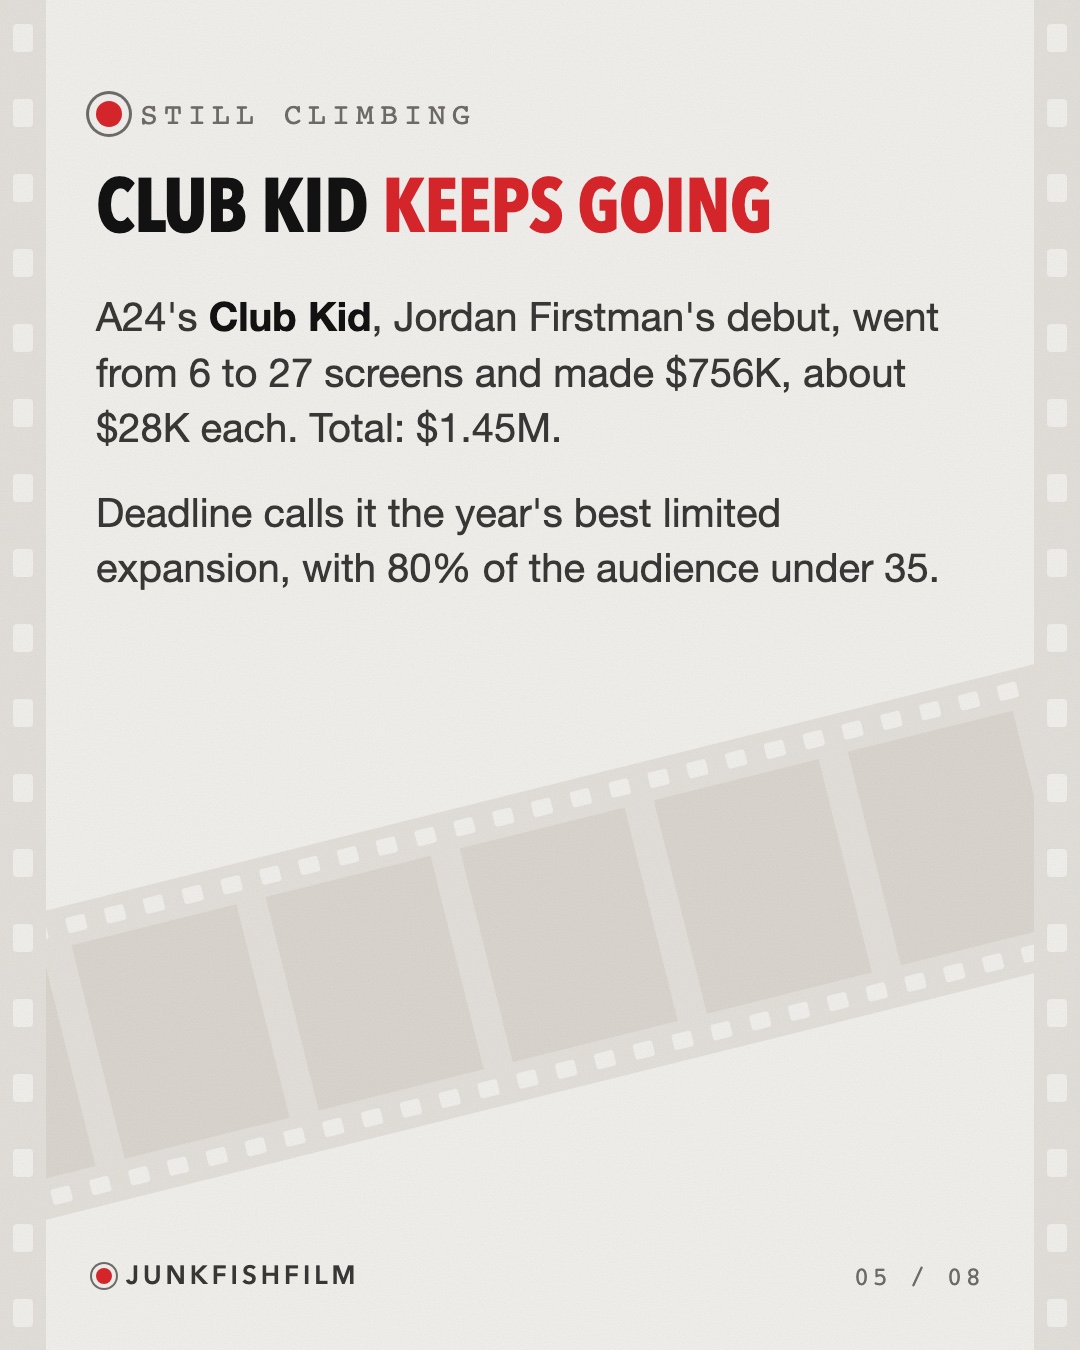 STILL CLIMBING
CLUB KID KEEPS GOING
A24's Club Kid, Jordan Firstman's debut, went
from 6 to 27 screens and made $756K, about
$28K each. Total: $1.45M.
Deadline calls it the year's best limited
expansion, with 80% of the audience under 35.
JUNKFISHFILM
05 / 08